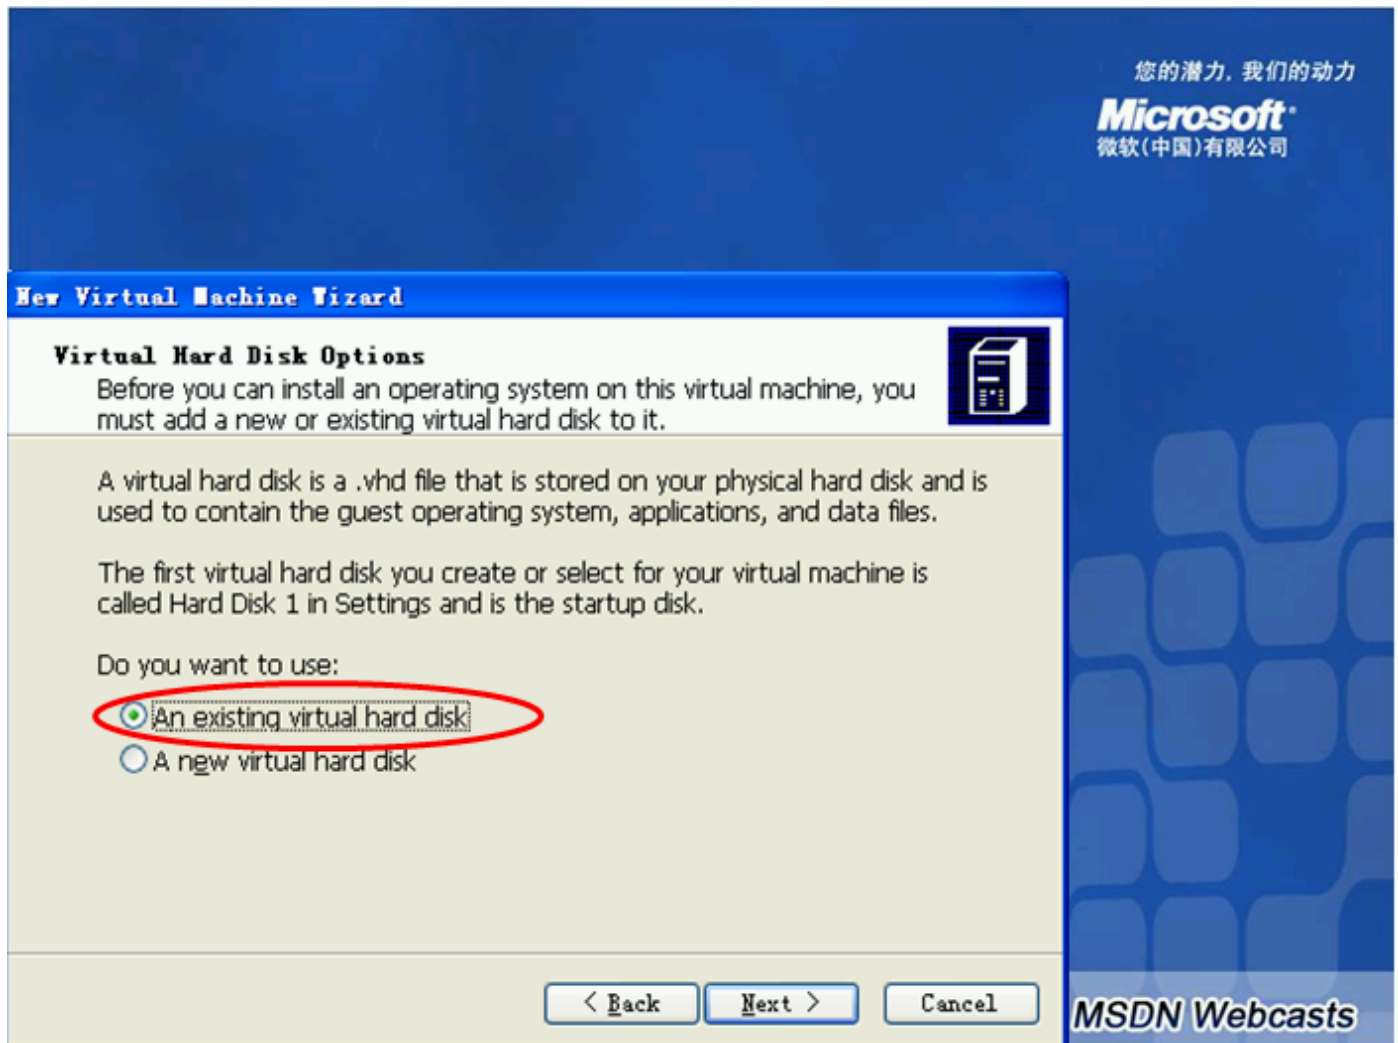 您的潜力, 我们的动力
Microsoft
微软(中国)有限公司
New Virtual Machine Wizard
Virtual Hard Disk Options
Before you can install an operating system on this virtual machine, you
must add a new or existing virtual hard disk to it.
A virtual hard disk is a .vhd file that is stored on your physical hard disk and is
used to contain the guest operating system, applications, and data files.
The first virtual hard disk you create or select for your virtual machine is
called Hard Disk 1 in Settings and is the startup disk.
Do you want to use:
An existing virtual hard disk
A new virtual hard disk
< Back Next > Cancel
MSDN Webcasts